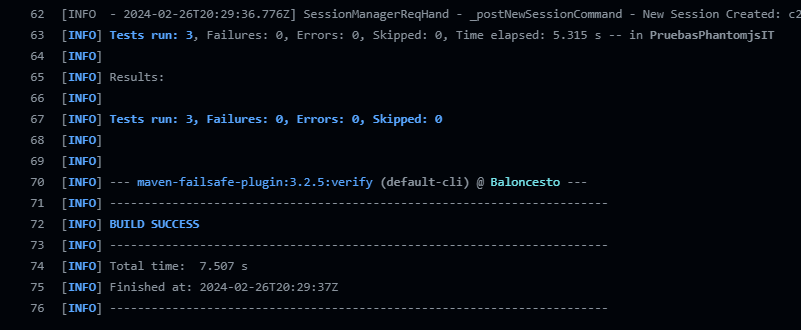 62 [INFO  - 2024-02-26T20:29:36.776Z] SessionManagerReqHand - _postNewSessionCommand - New Session Created: c2
63 [INFO] Tests run: 3, Failures: 0, Errors: 0, Skipped: 0, Time elapsed: 5.315 s -- in PruebasPhantomjsIT
64 [INFO]
65 [INFO] Results:
66 [INFO]
67 [INFO] Tests run: 3, Failures: 0, Errors: 0, Skipped: 0
68 [INFO]
69 [INFO]
70 [INFO] --- maven-failsafe-plugin:3.2.5:verify (default-cli) @ Baloncesto ---
71 [INFO] ------------------------------------------------------------------------
72 [INFO] BUILD SUCCESS
73 [INFO] ------------------------------------------------------------------------
74 [INFO] Total time:  7.507 s
75 [INFO] Finished at: 2024-02-26T20:29:37Z
76 [INFO] ------------------------------------------------------------------------